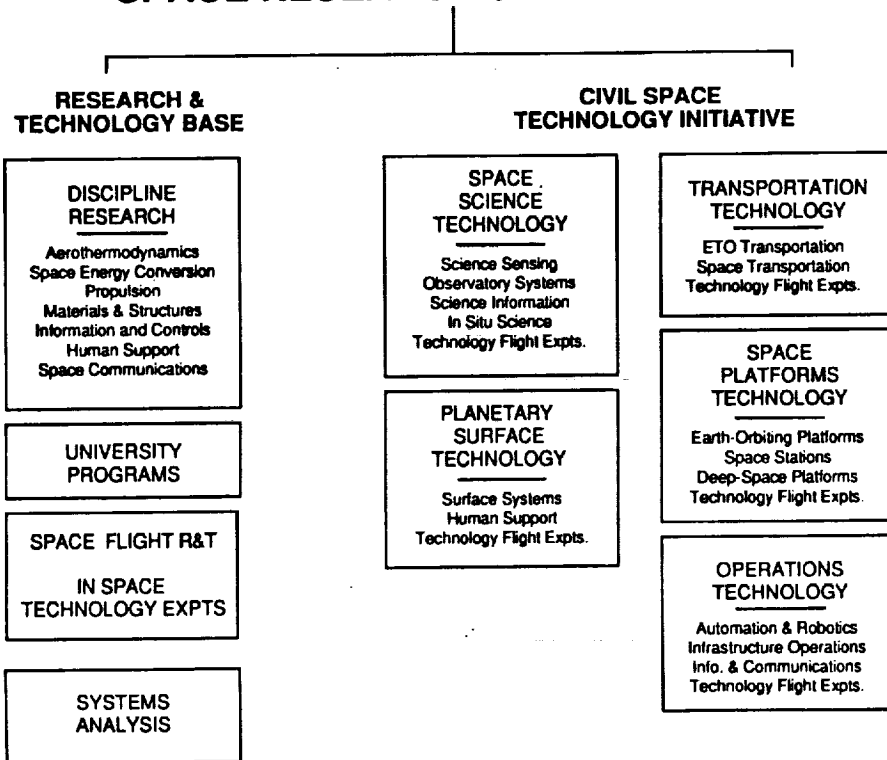 RESEARCH &
TECHNOLOGY BASE
DISCIPLINE
RESEARCH
Aerothermodynamics
Space Energy Conversion
Propulsion
Materials & Structures
Information and Controls
Human Support
Space Communications
UNIVERSITY
PROGRAMS
SPACE FLIGHT R&T
IN SPACE
TECHNOLOGY EXPTS
SYSTEMS
ANALYSIS
CIVIL SPACE
TECHNOLOGY INITIATIVE
SPACE
SCIENCE
TECHNOLOGY
Science Sensing
Observatory Systems
Science Information
In Situ Science
Technology Flight Expts.
PLANETARY
SURFACE
TECHNOLOGY
Surface Systems
Human Support
Technology Flight Expts.
TRANSPORTATION
TECHNOLOGY
ETO Transportation
Space Transportation
Technology Flight Expts.
SPACE
PLATFORMS
TECHNOLOGY
Earth-Orbiting Platforms
Space Stations
Deep-Space Platforms
Technology Flight Expts.
OPERATIONS
TECHNOLOGY
Automation & Robotics
Infrastructure Operations
Info. & Communications
Technology Flight Expts.